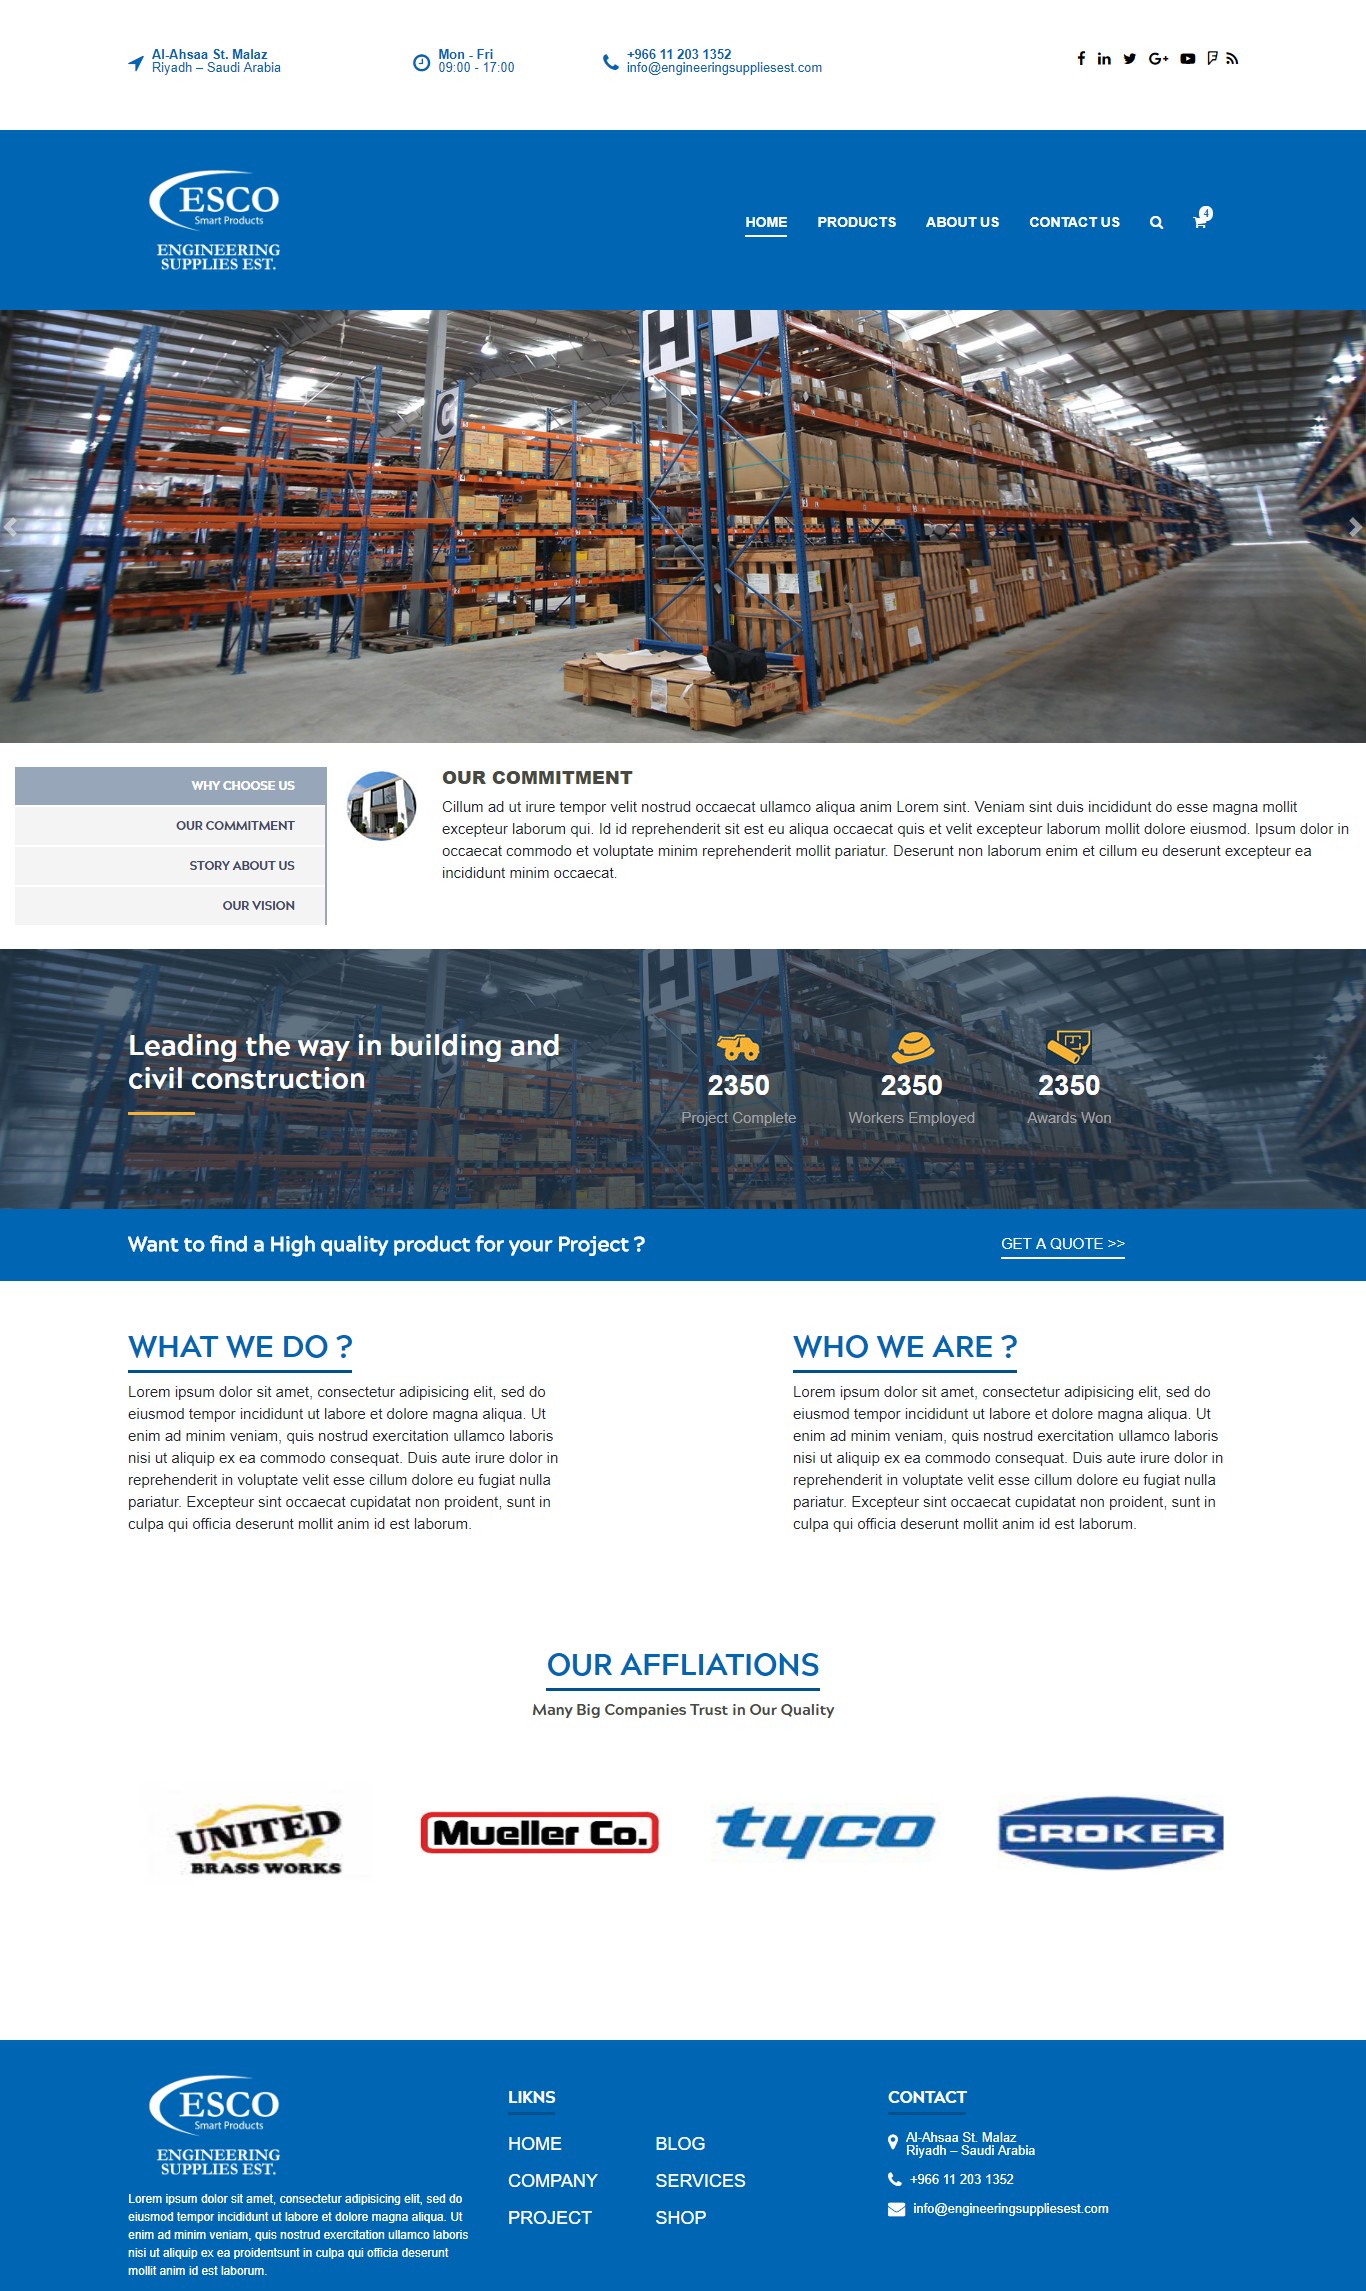 Al-Ahsaa St. Malaz
Riyadh – Saudi Arabia
Mon - Fri
09:00 - 17:00
+966 11 203 1352
info@engineeringsuppliesest.com
ESCO
Smart Products
ENGINEERING
SUPPLIES EST.
HOME
PRODUCTS
ABOUT US
CONTACT US
4
H
I
C
WHY CHOOSE US
OUR COMMITMENT
STORY ABOUT US
OUR VISION
OUR COMMITMENT
Cillum ad ut irure tempor velit nostrud occaecat ullamco aliqua anim Lorem sint. Veniam sint duis incididunt do esse magna mollit
excepteur laborum qui. Id id reprehenderit sit est eu aliqua occaecat quis et velit excepteur laborum mollit dolore eiusmod. Ipsum dolor in
occaecat commodo et voluptate minim reprehenderit mollit pariatur. Deserunt non laborum enim et cillum eu deserunt excepteur ea
incididunt minim occaecat.
Leading the way in building and
civil construction
2350
Project Complete
2350
Workers Employed
2350
Awards Won
Want to find a High quality product for your Project ?
GET A QUOTE >>
WHAT WE DO ?
Lorem ipsum dolor sit amet, consectetur adipisicing elit, sed do
eiusmod tempor incididunt ut labore et dolore magna aliqua. Ut
enim ad minim veniam, quis nostrud exercitation ullamco laboris
nisi ut aliquip ex ea commodo consequat. Duis aute irure dolor in
reprehenderit in voluptate velit esse cillum dolore eu fugiat nulla
pariatur. Excepteur sint occaecat cupidatat non proident, sunt in
culpa qui officia deserunt mollit anim id est laborum.
WHO WE ARE ?
Lorem ipsum dolor sit amet, consectetur adipisicing elit, sed do
eiusmod tempor incididunt ut labore et dolore magna aliqua. Ut
enim ad minim veniam, quis nostrud exercitation ullamco laboris
nisi ut aliquip ex ea commodo consequat. Duis aute irure dolor in
reprehenderit in voluptate velit esse cillum dolore eu fugiat nulla
pariatur. Excepteur sint occaecat cupidatat non proident, sunt in
culpa qui officia deserunt mollit anim id est laborum.
OUR AFFLIATIONS
Many Big Companies Trust in Our Quality
UNITED
BRASS WORKS
Mueller Co.
tyco
CROKER
ESCO
Smart Products
ENGINEERING
SUPPLIES EST.
Lorem ipsum dolor sit amet, consectetur adipisicing elit, sed do
eiusmod tempor incididunt ut labore et dolore magna aliqua. Ut
enim ad minim veniam, quis nostrud exercitation ullamco laboris
nisi ut aliquip ex ea proidentsunt in culpa qui officia deserunt
mollit anim id est laborum.
LIKNS
HOME
COMPANY
PROJECT
BLOG
SERVICES
SHOP
CONTACT
Al-Ahsaa St. Malaz
Riyadh – Saudi Arabia
+966 11 203 1352
info@engineeringsuppliesest.com